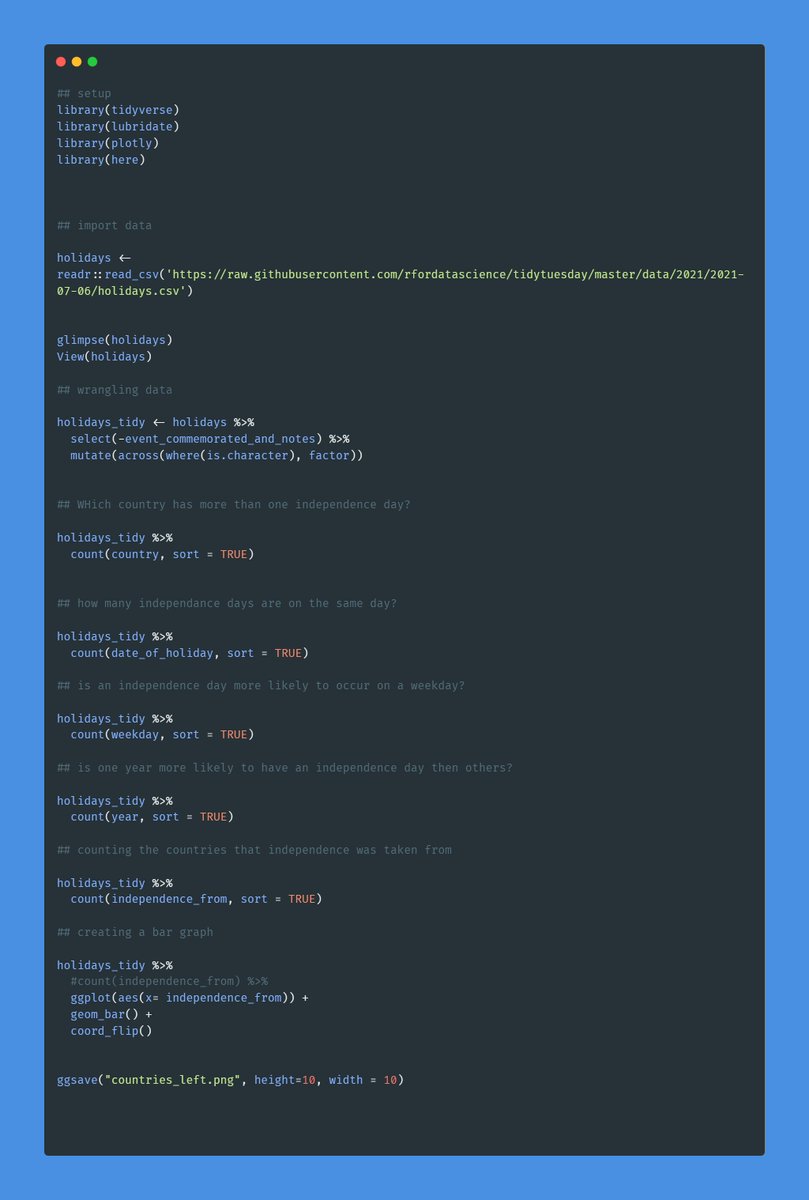 ## setup
library(tidyverse)
library(lubridate)
library(plotly)
library(here)
## import data
holidays <-
readr::read_csv('https://raw.githubusercontent.com/rfordatascience/tidytuesday/master/data/2021/2021-
07-06/holidays.csv')
glimpse(holidays)
View(holidays)
## wrangling data
holidays_tidy <- holidays %>%
  select(-event_commemorated_and_notes) %>%
  mutate(across(where(is.character), factor))
## WHich country has more than one independence day?
holidays_tidy %>%
  count(country, sort = TRUE)
## how many independance days are on the same day?
holidays_tidy %>%
  count(date_of_holiday, sort = TRUE)
## is an independence day more likely to occur on a weekday?
holidays_tidy %>%
  count(weekday, sort = TRUE)
## is one year more likely to have an independence day then others?
holidays_tidy %>%
  count(year, sort = TRUE)
## counting the countries that independence was taken from
holidays_tidy %>%
  count(independence_from, sort = TRUE)
## creating a bar graph
holidays_tidy %>%
  #count(independence_from) %>%
  ggplot(aes(x= independence_from)) +
  geom_bar() +
  coord_flip()
ggsave("countries_left.png", height=10, width = 10)